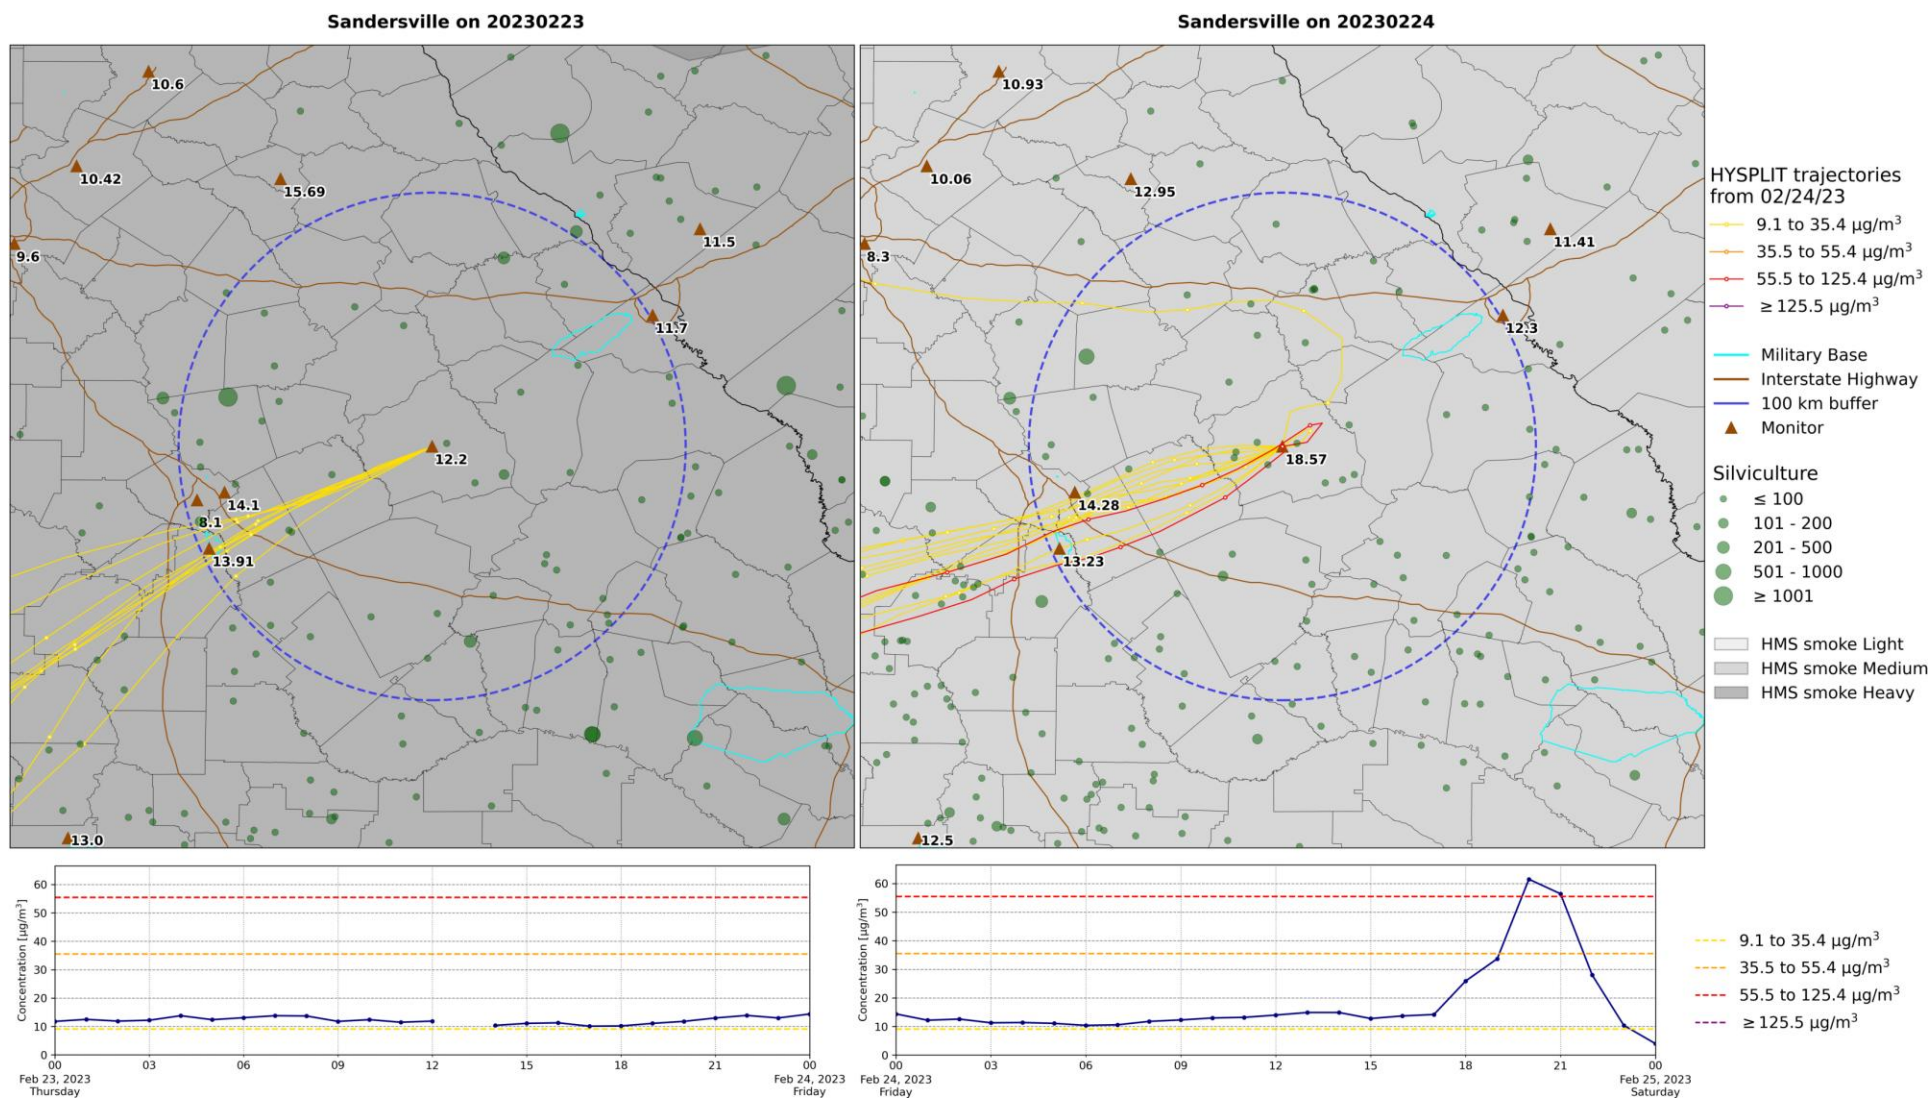 Sandersville on 20230223
Sandersville on 20230224
10.6
10.42
15.69
9.6
11.5
11.7
12.2
14.1
8.1
13.91
13.0
10.93
10.06
12.95
8.3
11.41
12.3
18.57
14.28
13.23
12.5
HYSPLIT trajectories
from 02/24/23
9.1 to 35.4 µg/m³
35.5 to 55.4 µg/m³
55.5 to 125.4 µg/m³
≥ 125.5 µg/m³
Military Base
Interstate Highway
100 km buffer
Monitor
Silviculture
≤ 100
101 - 200
201 - 500
501 - 1000
≥ 1001
HMS smoke Light
HMS smoke Medium
HMS smoke Heavy
Concentration [µg/m³]
60
50
40
30
20
10
0
00 03 06 09 12 15 18 21 00
Feb 23, 2023 Feb 24, 2023
Thursday Friday
Concentration [µg/m³]
60
50
40
30
20
10
0
00 03 06 09 12 15 18 21 00
Feb 24, 2023 Feb 25, 2023
Friday Saturday
9.1 to 35.4 µg/m³
35.5 to 55.4 µg/m³
55.5 to 125.4 µg/m³
≥ 125.5 µg/m³